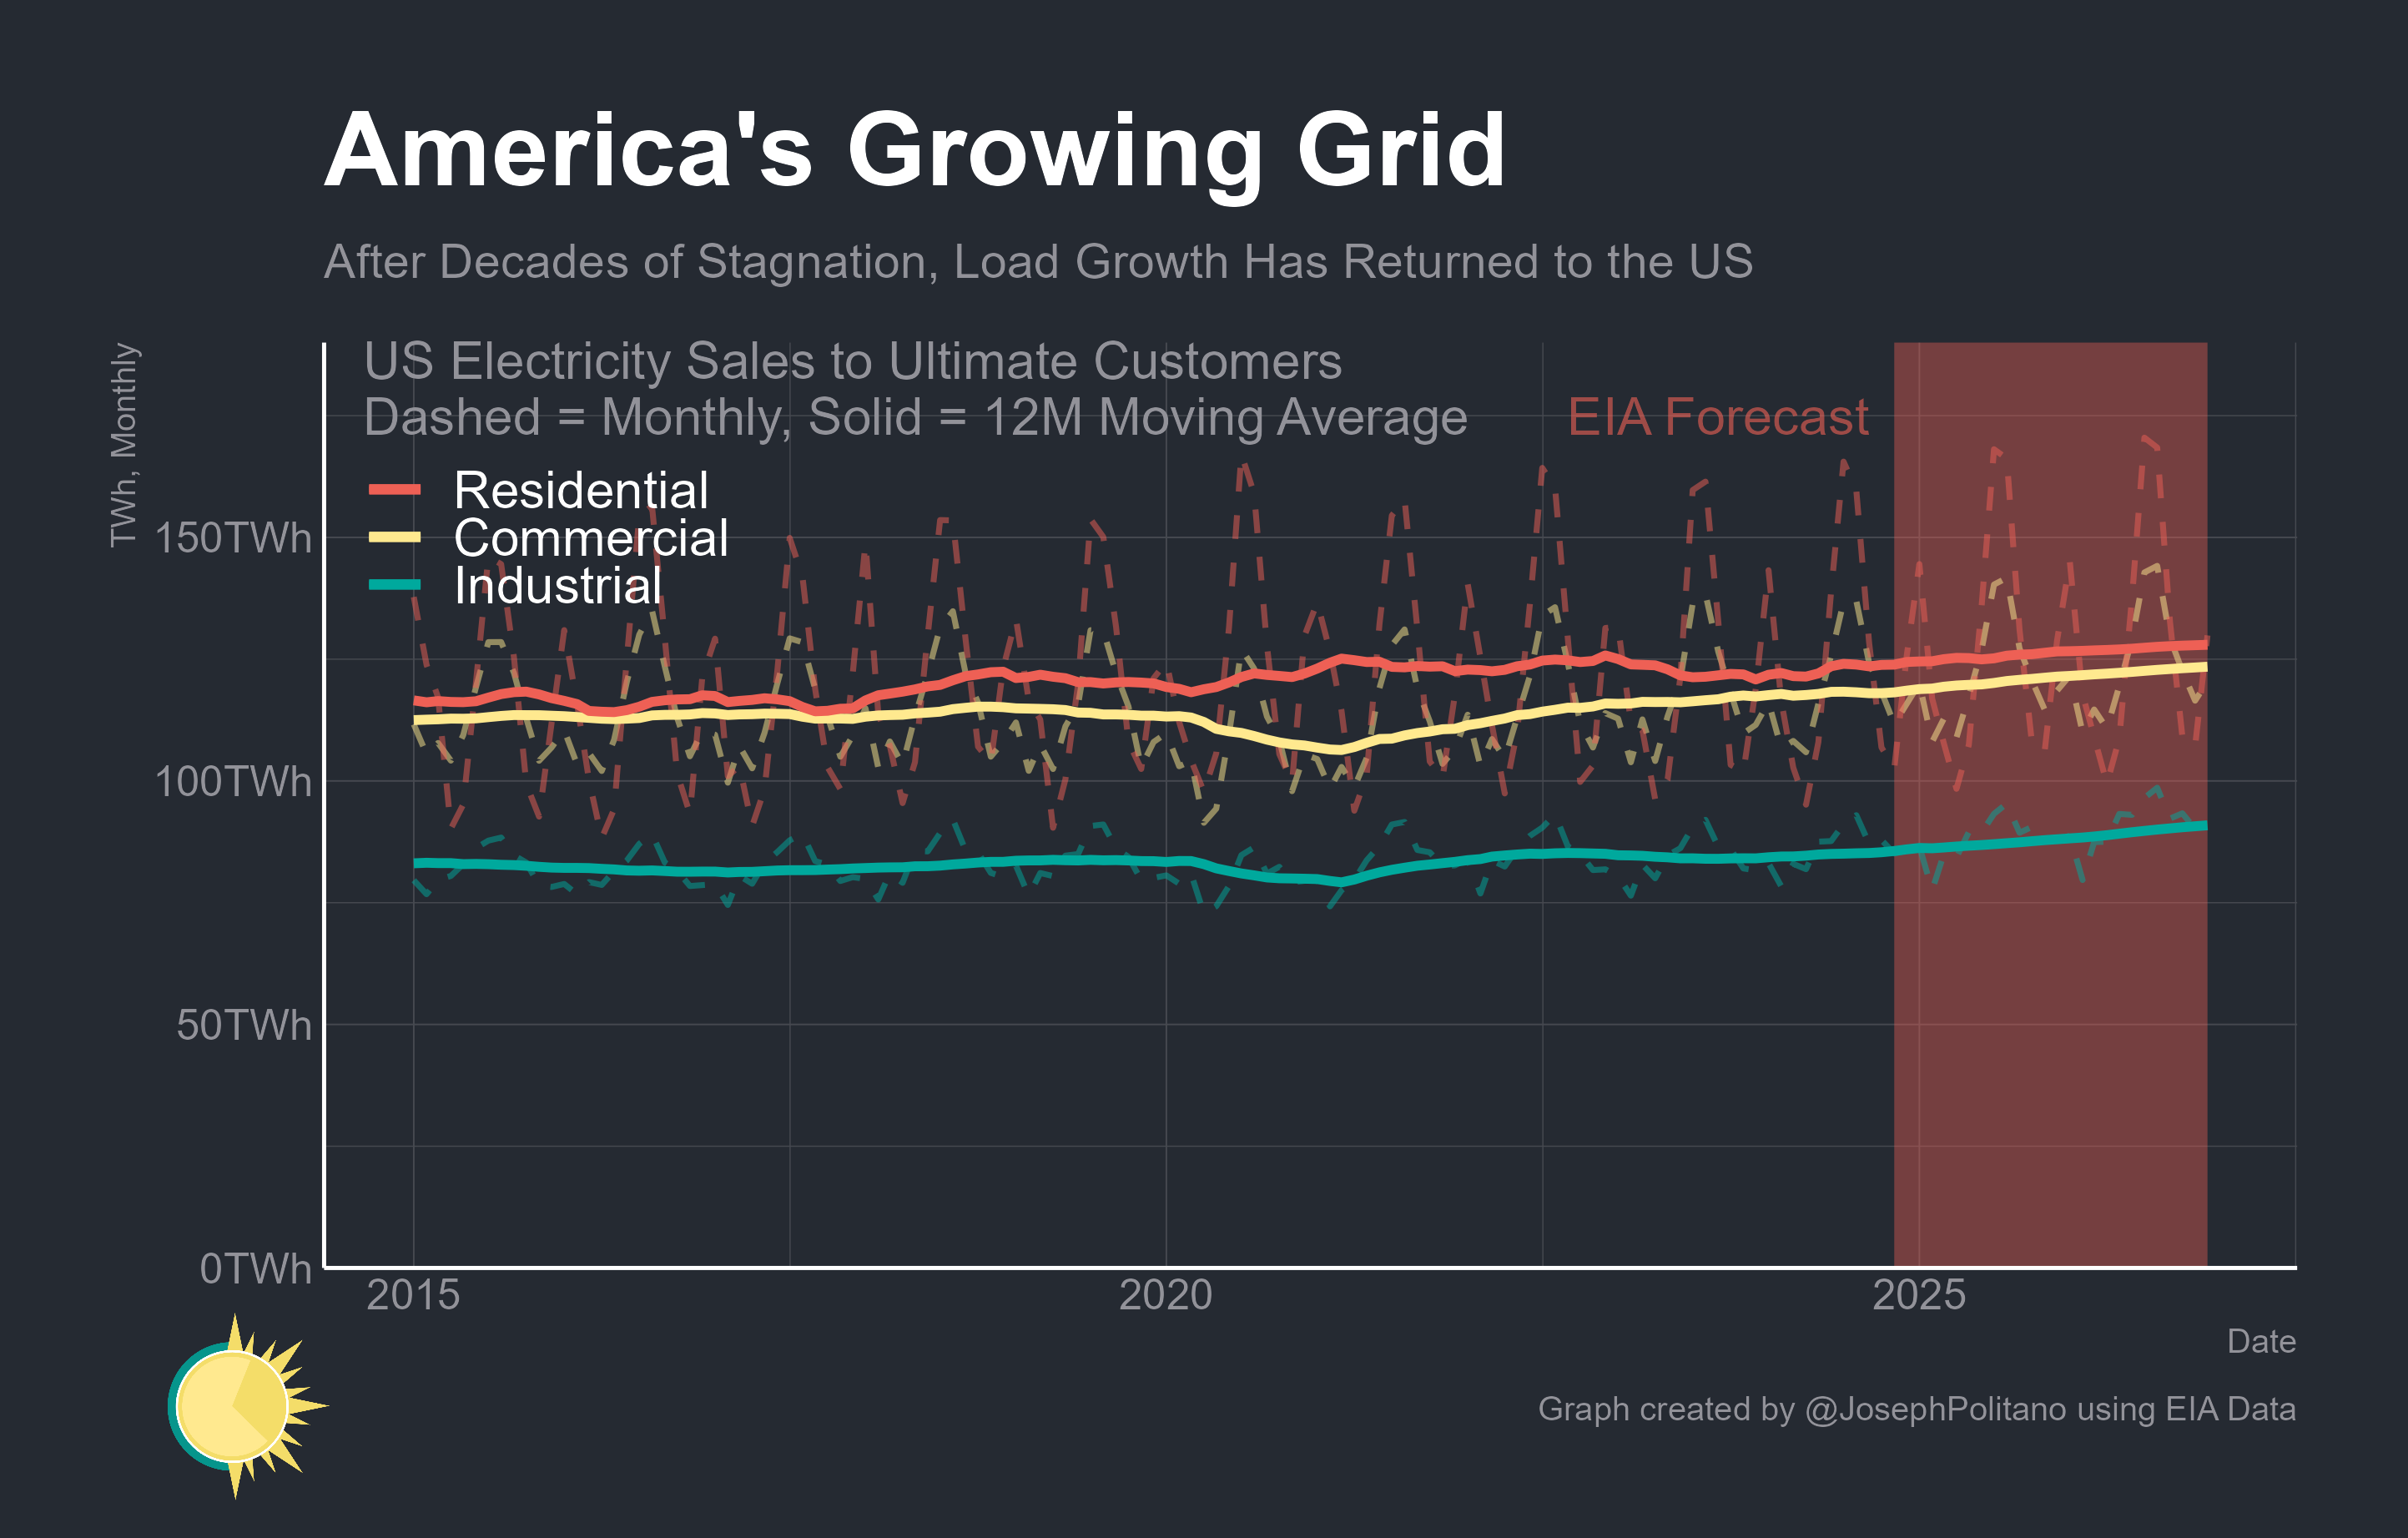 America's Growing Grid
After Decades of Stagnation, Load Growth Has Returned to the US
TWh, Monthly
US Electricity Sales to Ultimate Customers
Dashed = Monthly, Solid = 12M Moving Average
EIA Forecast
Residential
Commercial
Industrial
150TWh
100TWh
50TWh
0TWh
2015
2020
2025
Date
Graph created by @JosephPolitano using EIA Data